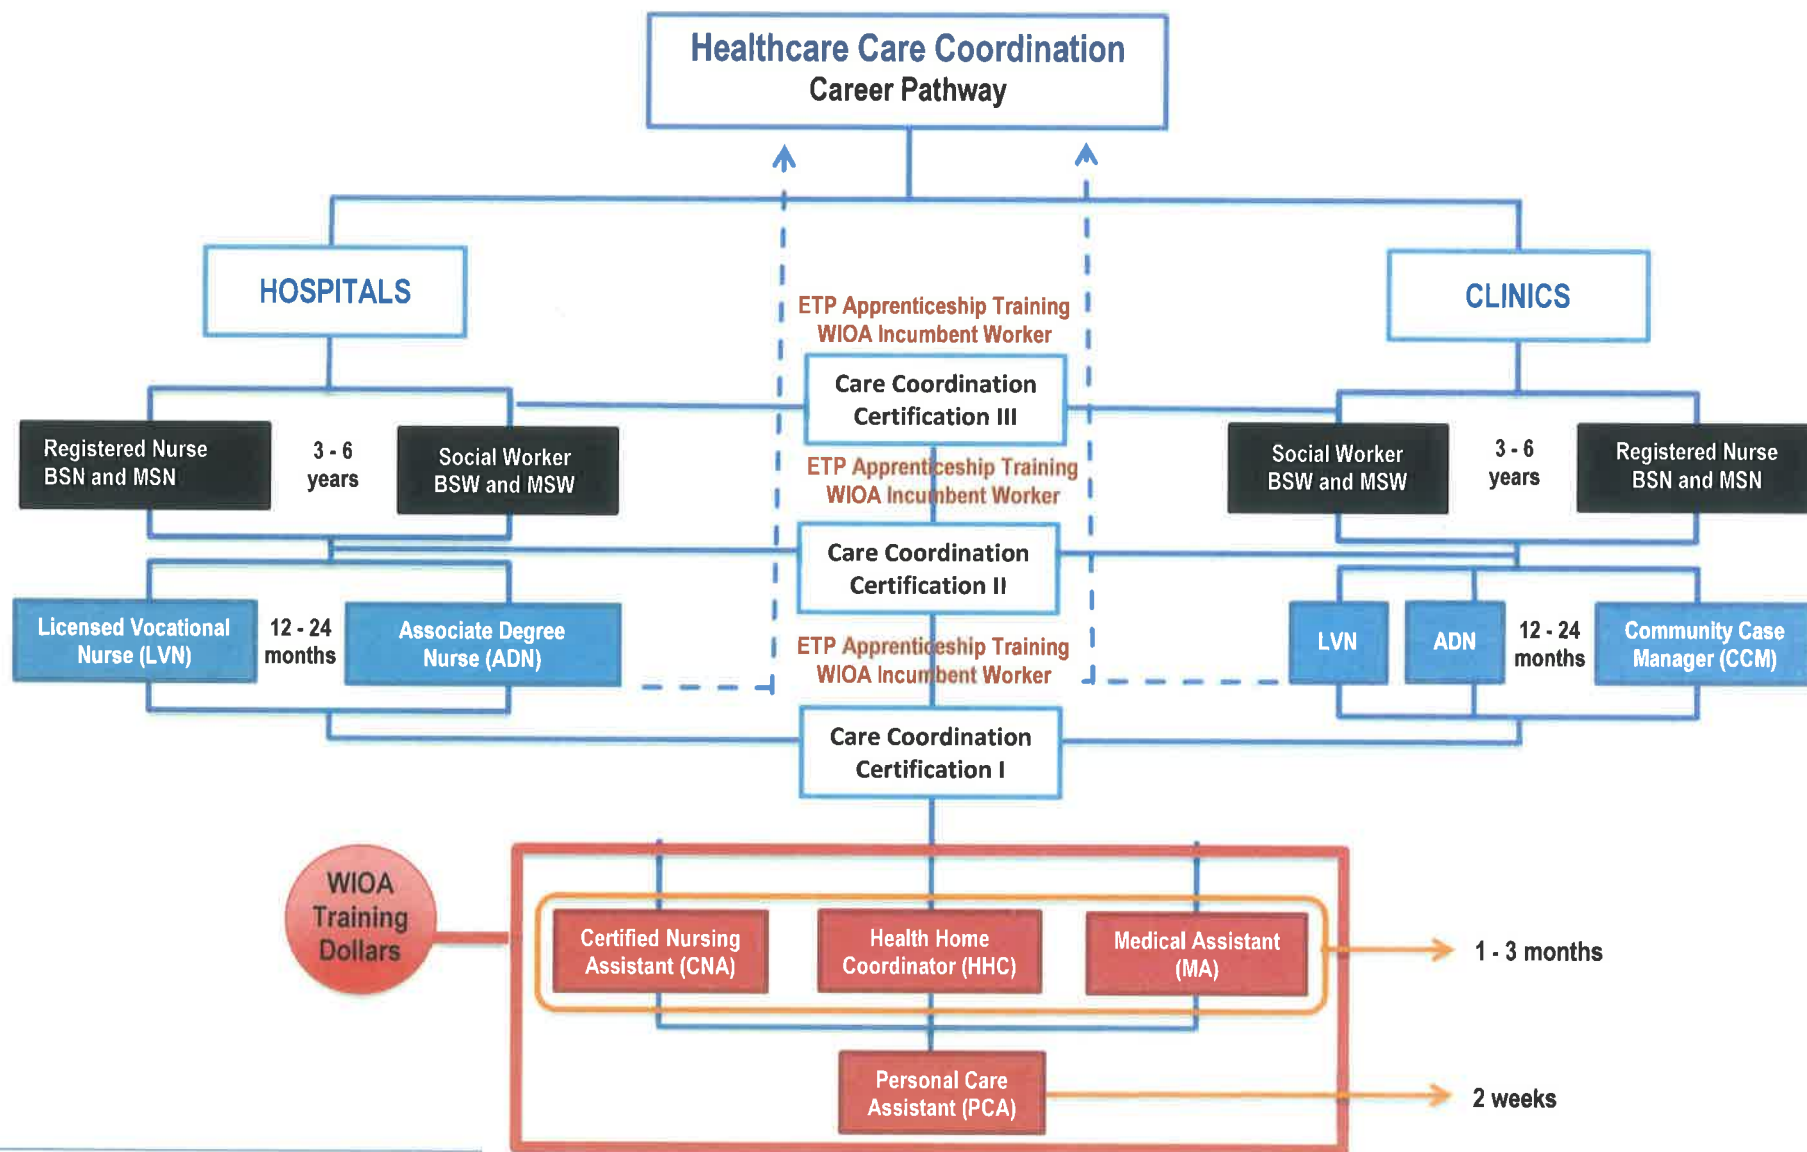 Healthcare Care Coordination
Career Pathway
HOSPITALS
CLINICS
ETP Apprenticeship Training
WIOA Incumbent Worker
Care Coordination
Certification III
Registered Nurse
BSN and MSN
3 - 6
years
Social Worker
BSW and MSW
Social Worker
BSW and MSW
3 - 6
years
Registered Nurse
BSN and MSN
ETP Apprenticeship Training
WIOA Incumbent Worker
Care Coordination
Certification II
Licensed Vocational
Nurse (LVN)
12 - 24
months
Associate Degree
Nurse (ADN)
LVN
ADN
12 - 24
months
Community Case
Manager (CCM)
ETP Apprenticeship Training
WIOA Incumbent Worker
Care Coordination
Certification I
WIOA
Training
Dollars
Certified Nursing
Assistant (CNA)
Health Home
Coordinator (HHC)
Medical Assistant
(MA)
1 - 3 months
Personal Care
Assistant (PCA)
2 weeks